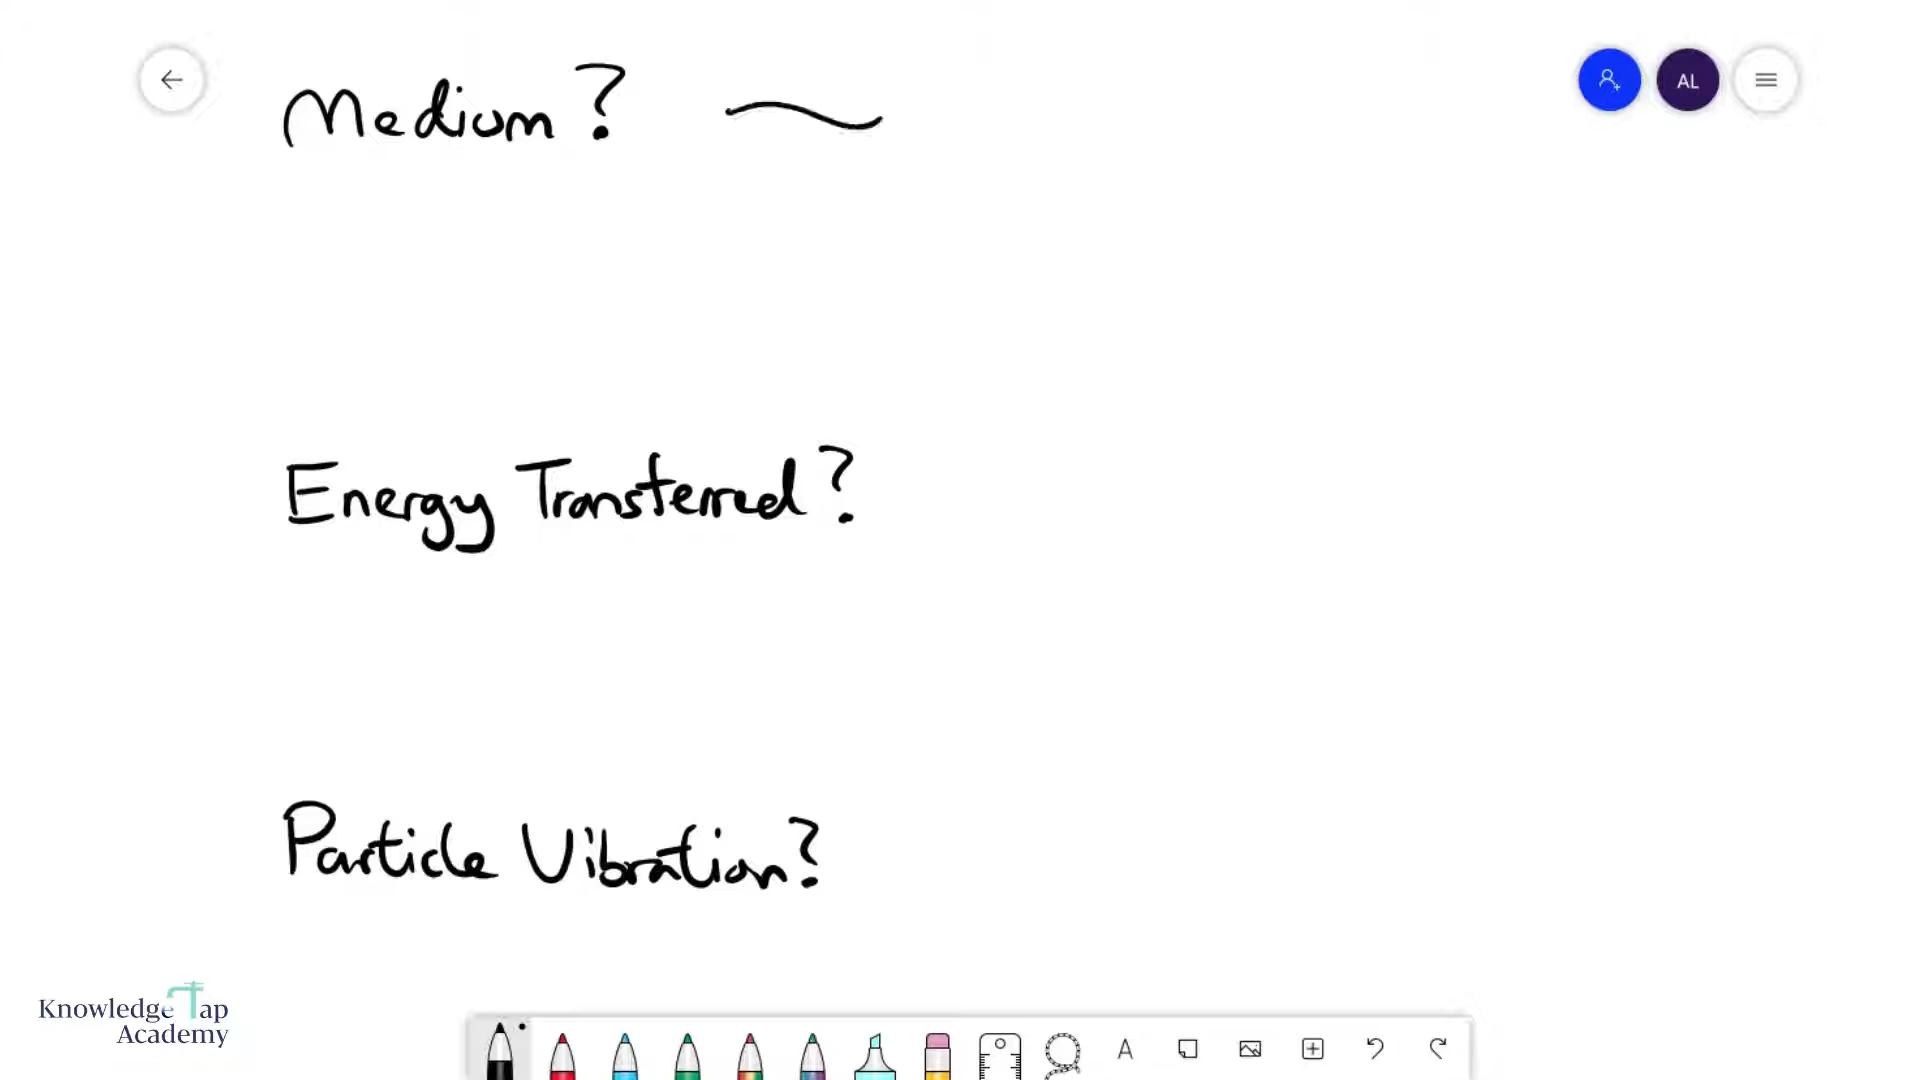 AL
Medium?
Energy Transferred?
Particle Vibration?
Knowledge Tap
Academy
A